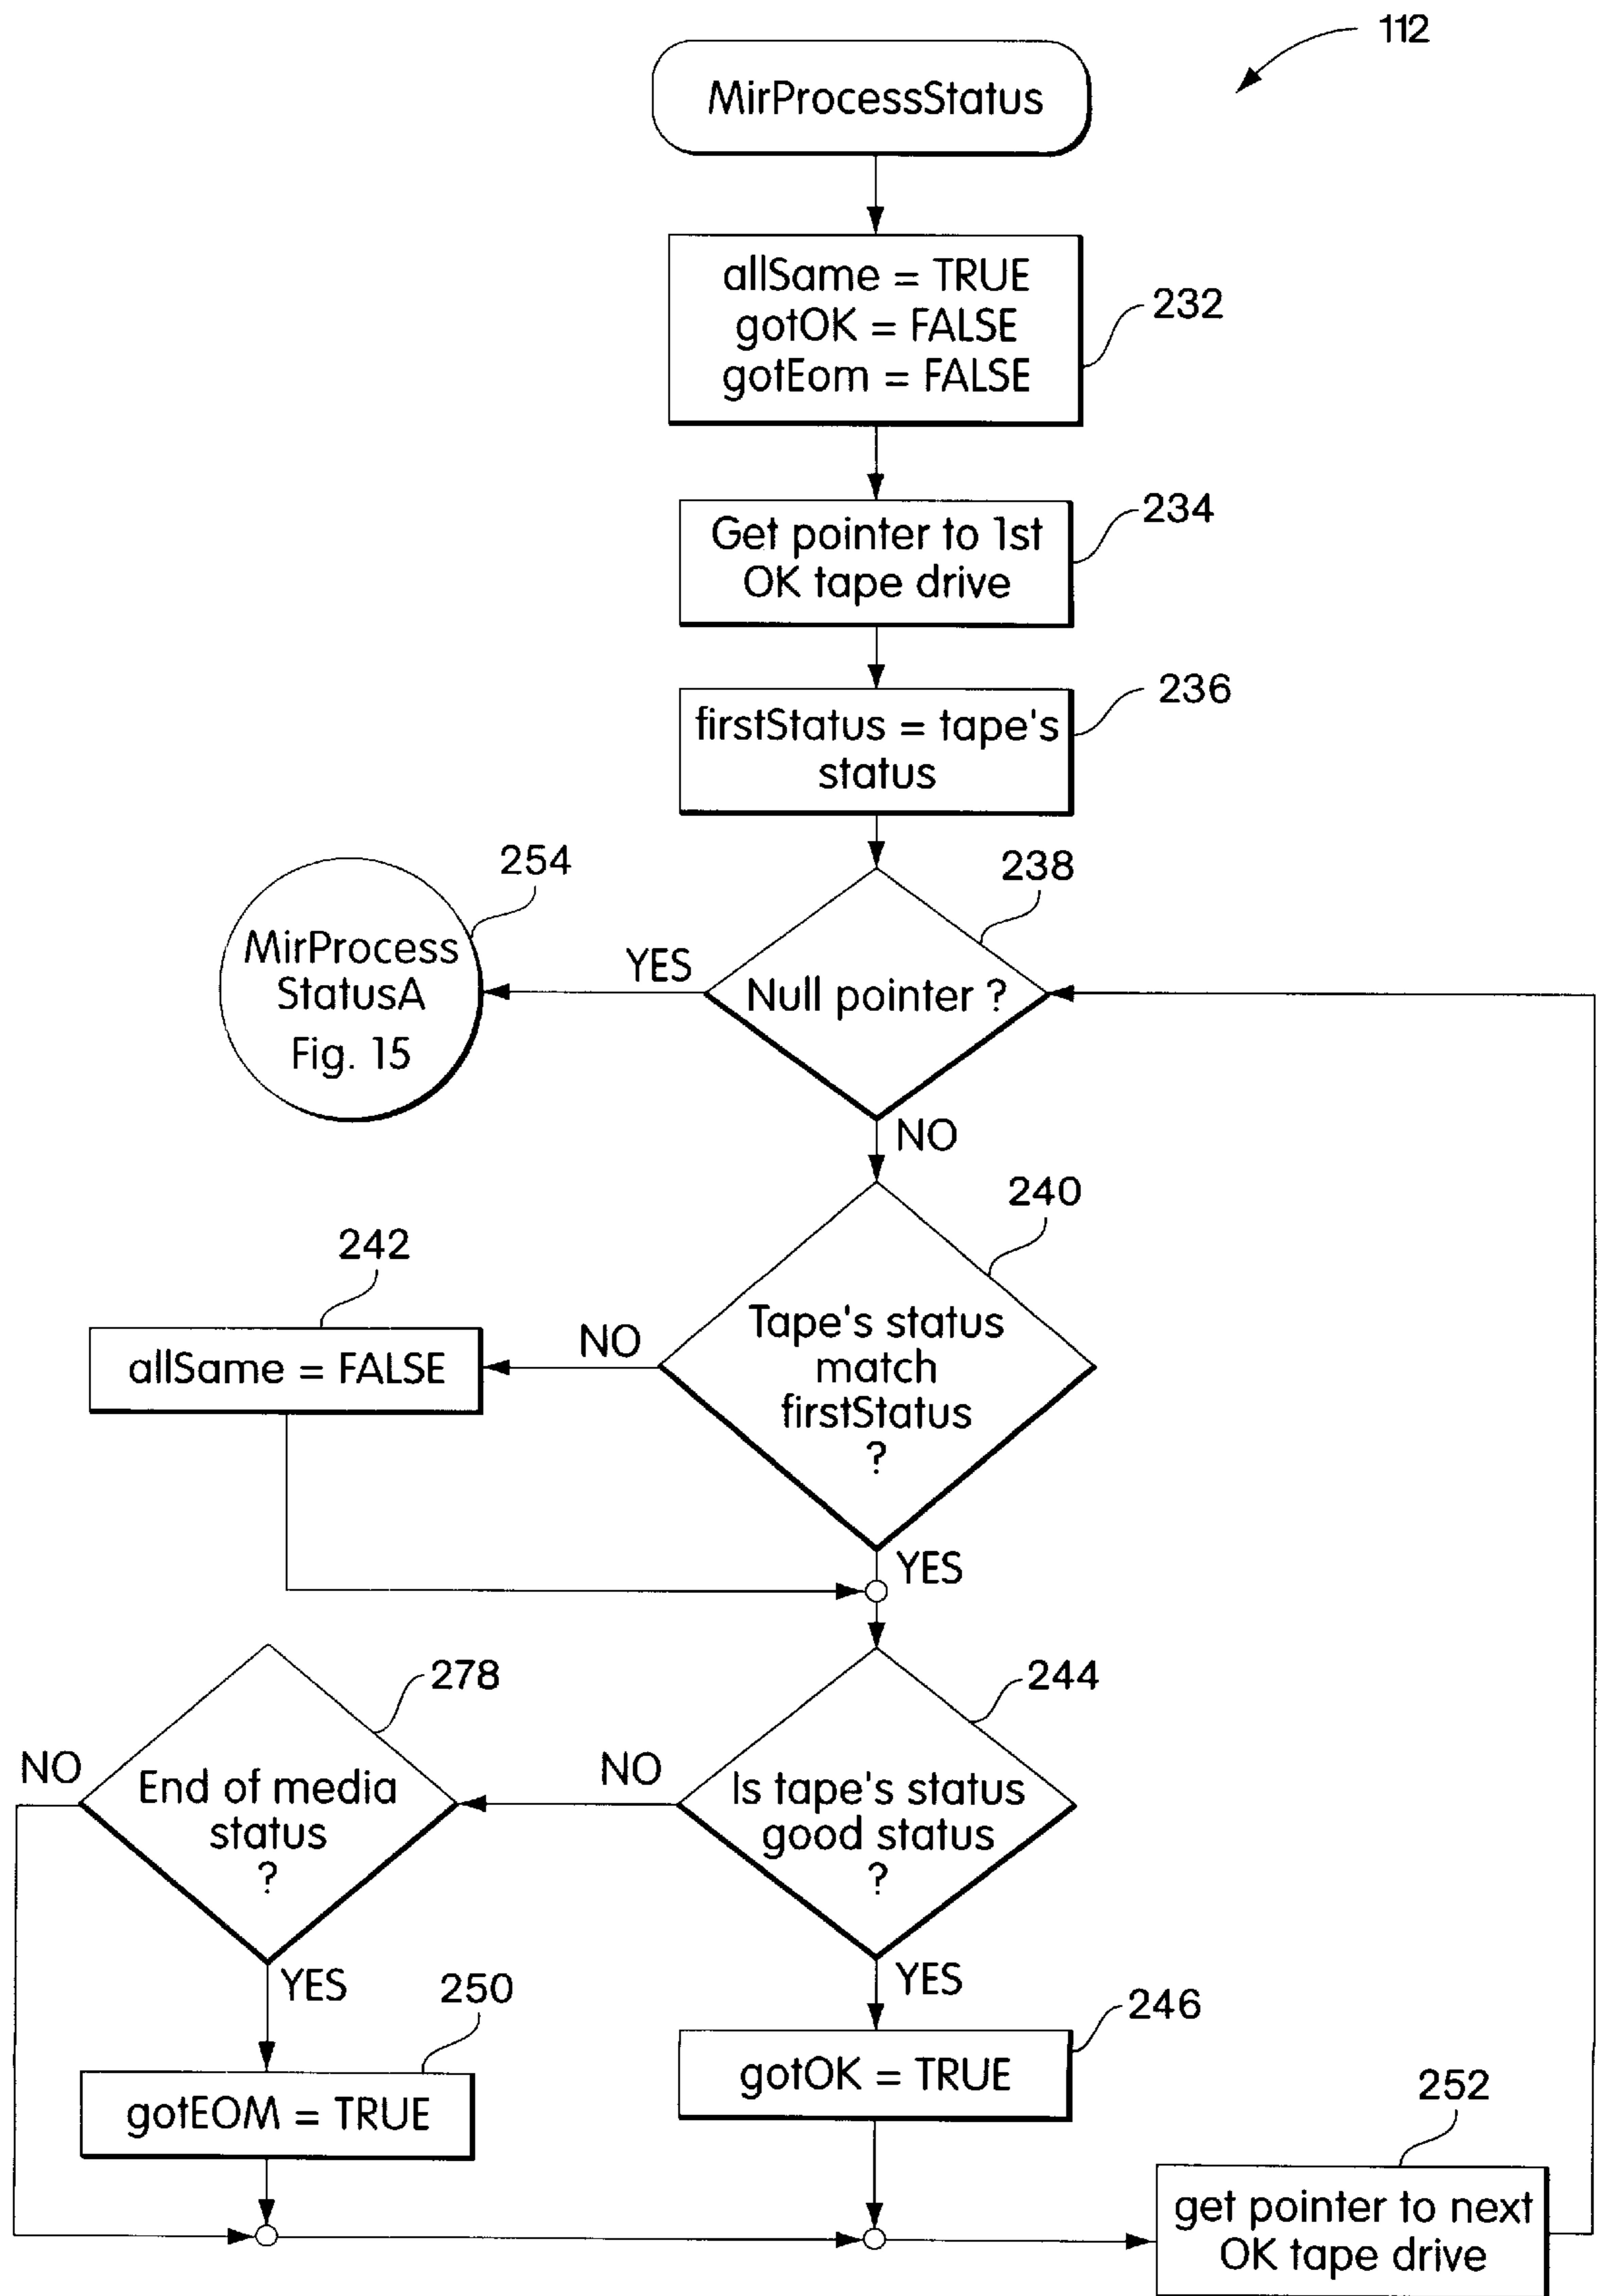 112
MirProcessStatus
allSame = TRUE
gotOK = FALSE
gotEom = FALSE
232
Get pointer to 1st
OK tape drive
234
firstStatus = tape's
status
236
238
Null pointer ?
YES
254
MirProcess
StatusA
Fig. 15
NO
240
Tape's status
match
firstStatus
?
NO
242
allSame = FALSE
YES
244
Is tape's status
good status
?
NO
278
End of media
status
?
NO
YES
250
gotEOM = TRUE
YES
246
gotOK = TRUE
252
get pointer to next
OK tape drive